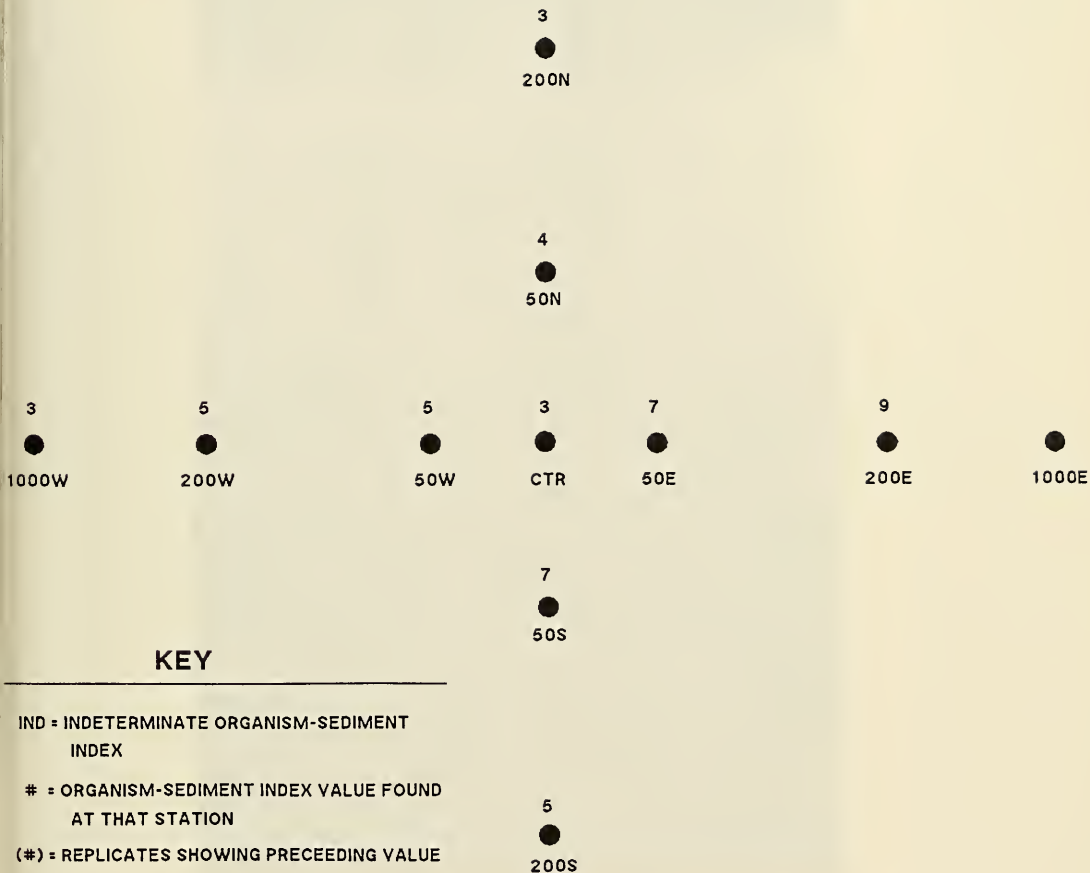 3
200N
4
50N
3 5 5 3 7 9
1000W 200W 50W CTR 50E 200E 1000E
7
50S
KEY
IND = INDETERMINATE ORGANISM-SEDIMENT
INDEX
# = ORGANISM-SEDIMENT INDEX VALUE FOUND
AT THAT STATION
(#) = REPLICATES SHOWING PRECEEDING VALUE
5
200S